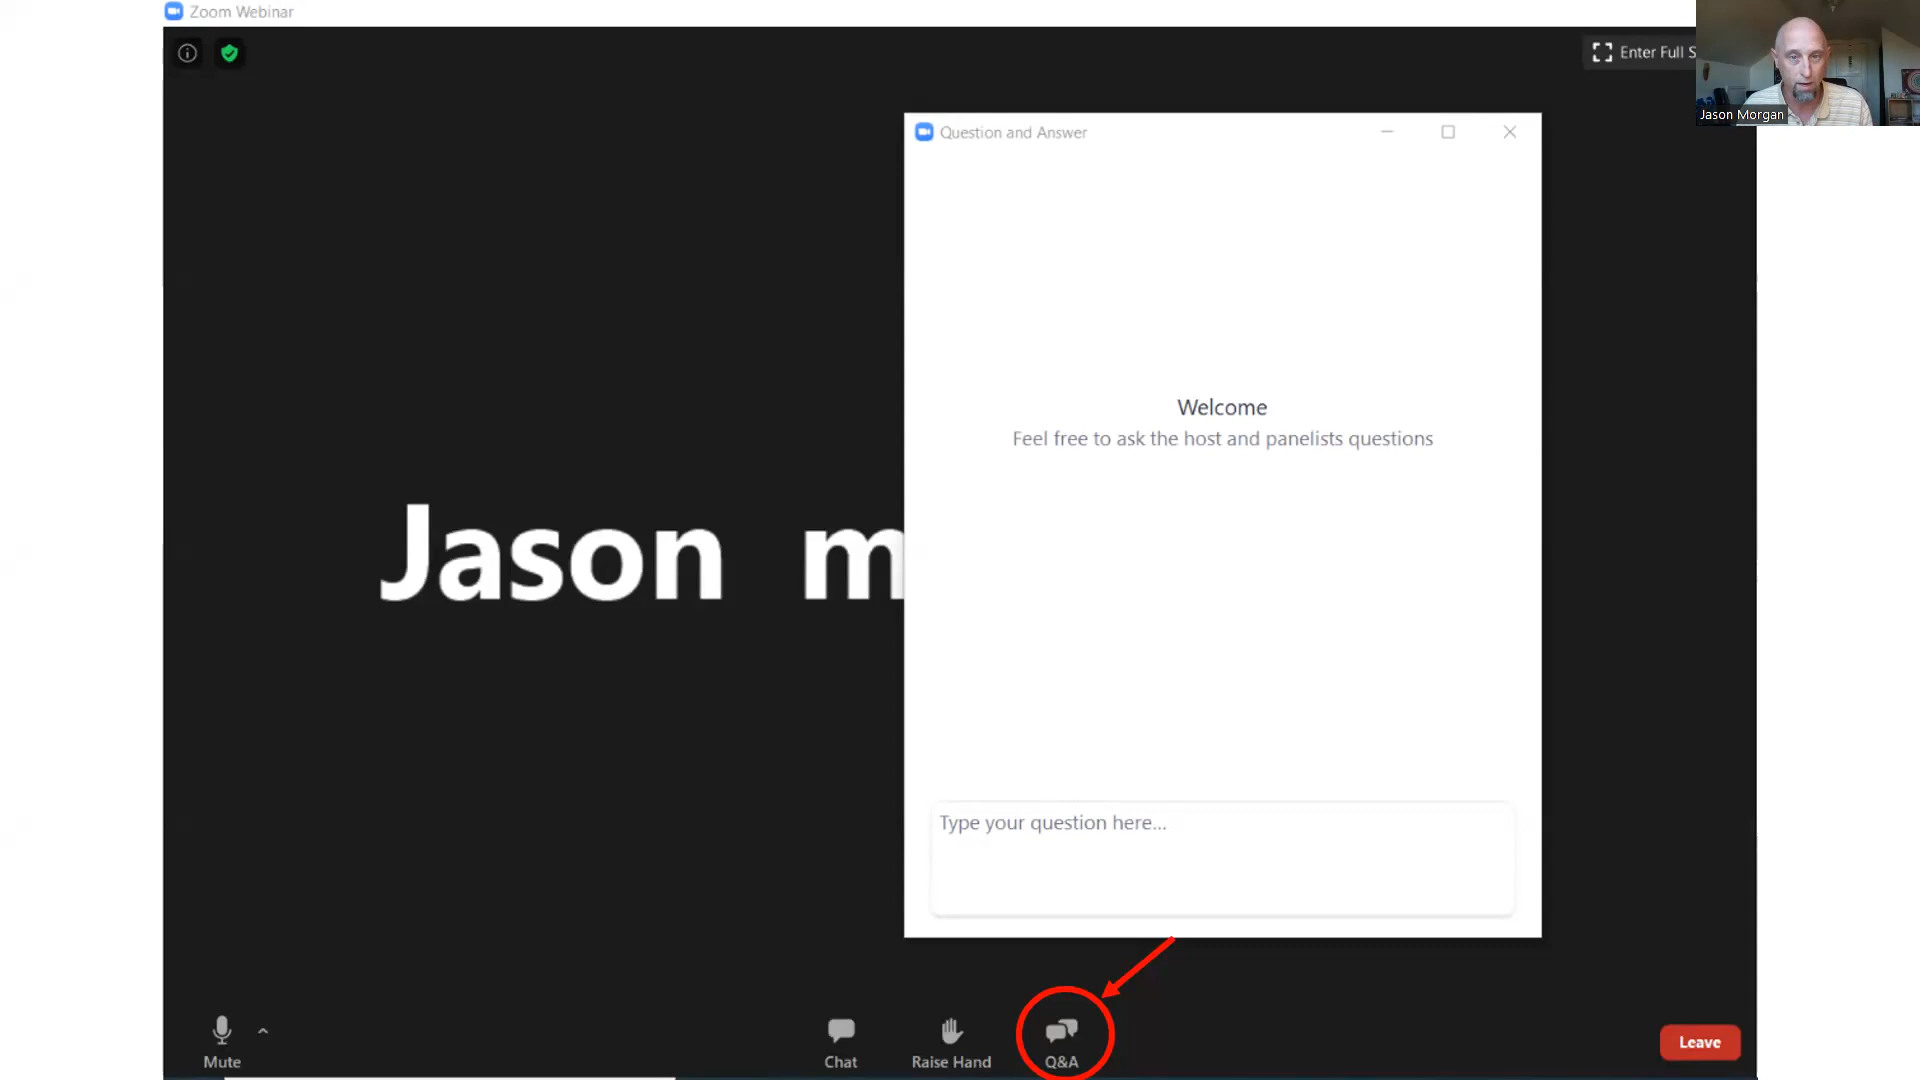 Zoom Webinar
Enter Full S
Jason Morgan
Question and Answer
Welcome
Feel free to ask the host and panelists questions
Jason m
Type your question here...
Mute
Chat
Raise Hand
Q&A
Leave